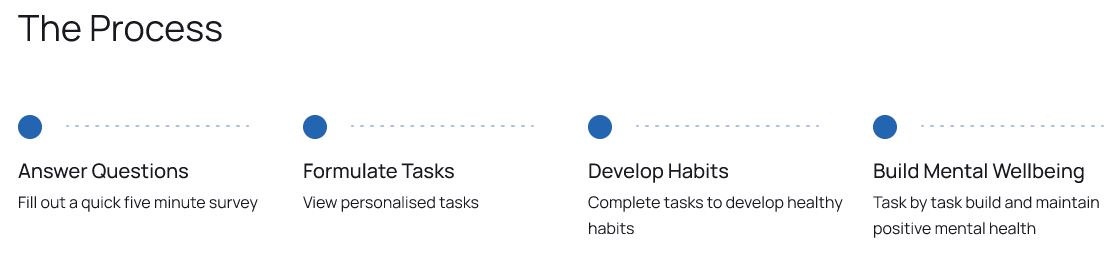 The Process
Answer Questions
Fill out a quick five minute survey
Formulate Tasks
View personalised tasks
Develop Habits
Complete tasks to develop healthy
habits
Build Mental Wellbeing
Task by task build and maintain
positive mental health